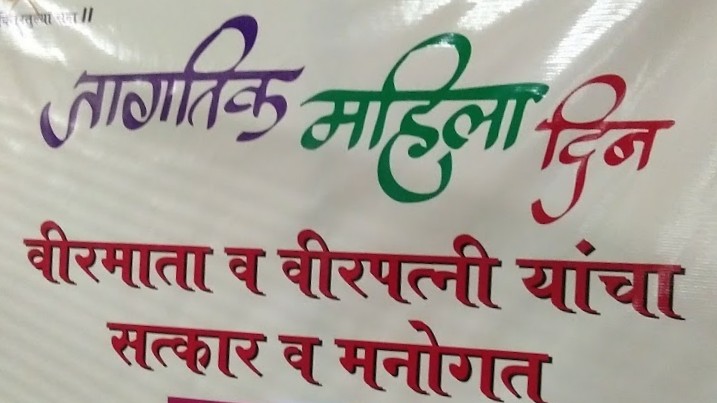 जागतिक महिला दिन
वीरमाता व वीरपत्नी यांचा
सत्कार व मनोगत